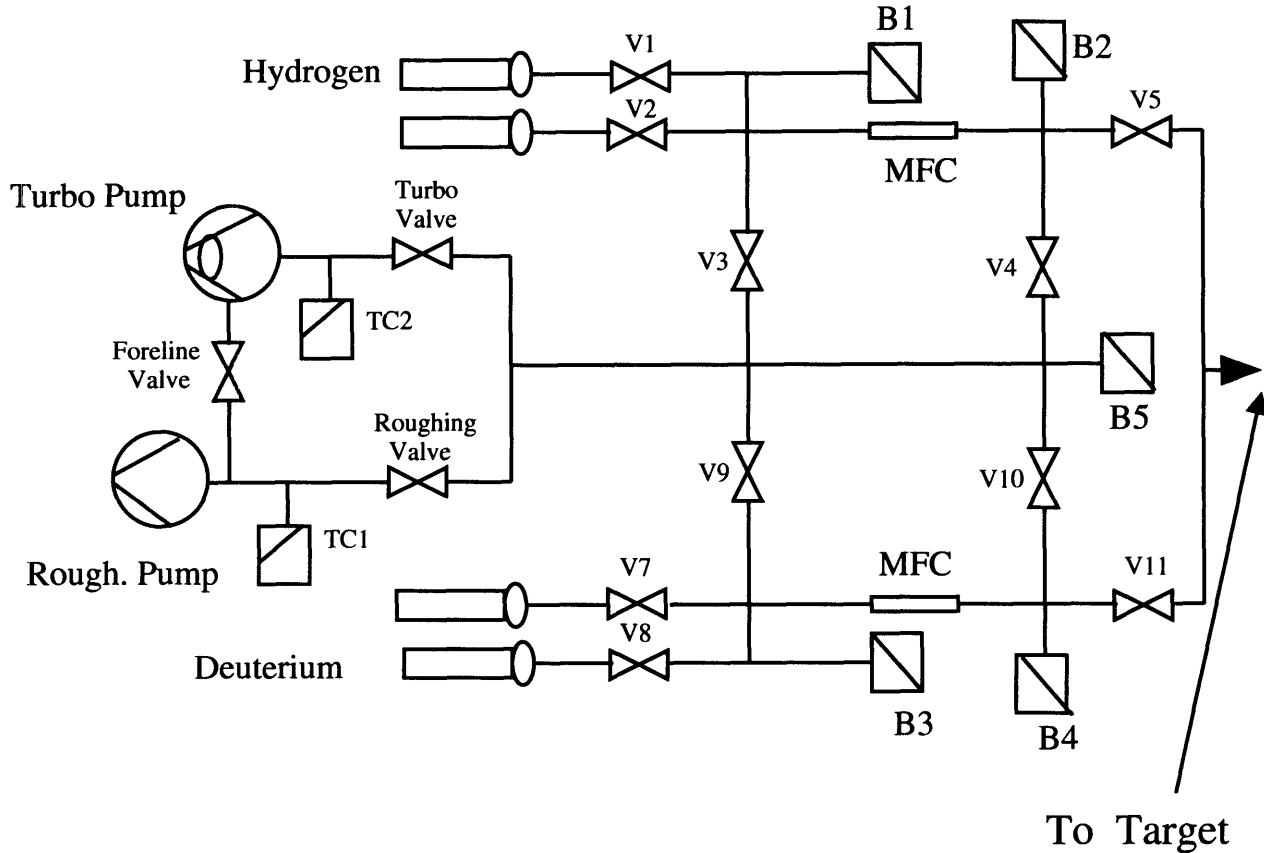 B1
V1
B2
Hydrogen
V2
V5
MFC
Turbo Pump
Turbo
Valve
V3
V4
TC2
Foreline
Valve
B5
Roughing
Valve
V9
V10
TC1
Rough. Pump
V7
MFC
V11
V8
Deuterium
B3
B4
To Target